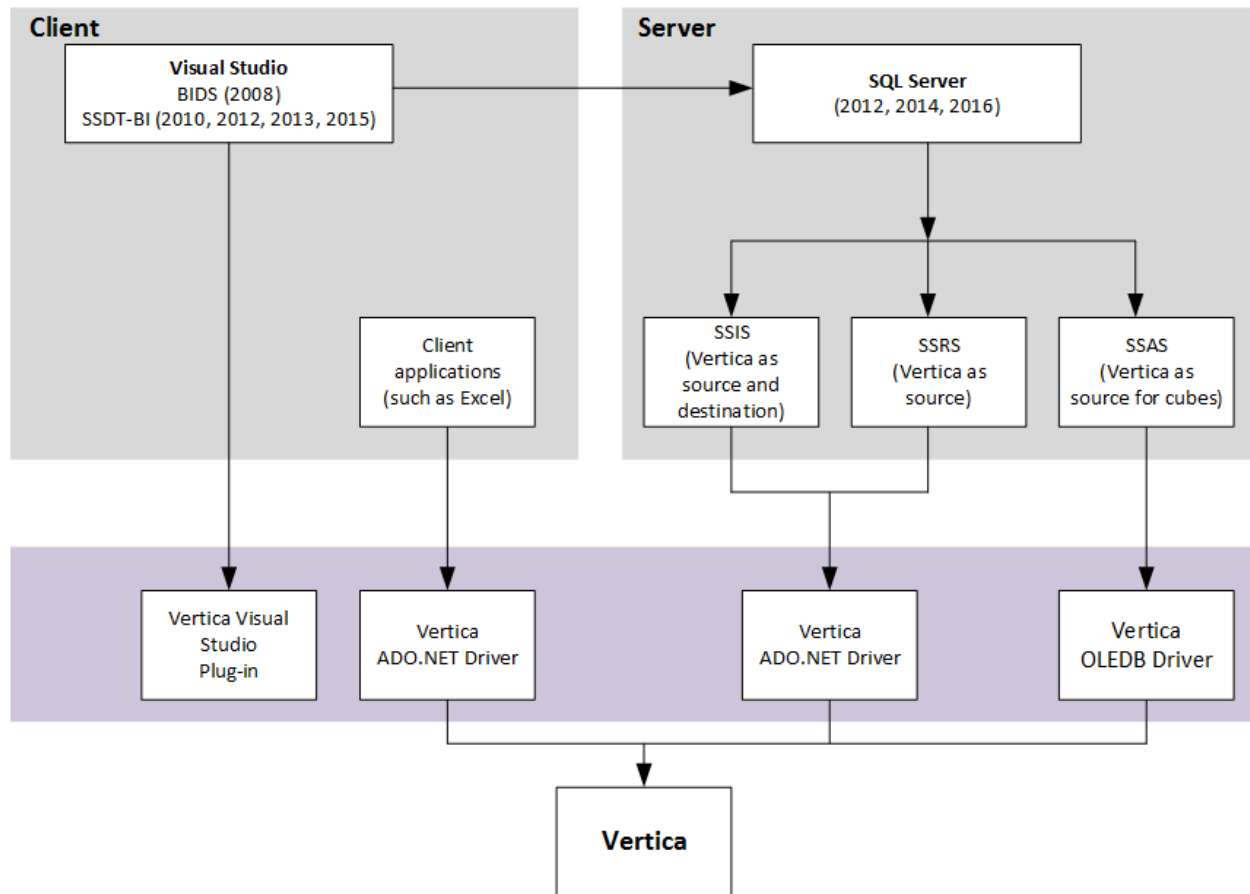 Client
Server
Visual Studio
BIDS (2008)
SSDT-BI (2010, 2012, 2013, 2015)
SQL Server
(2012, 2014, 2016)
Client
applications
(such as Excel)
SSIS
(Vertica as
source and
destination)
SSRS
(Vertica as
source)
SSAS
(Vertica as
source for cubes)
Vertica Visual
Studio
Plug-in
Vertica
ADO.NET Driver
Vertica
ADO.NET Driver
Vertica
OLEDB Driver
Vertica